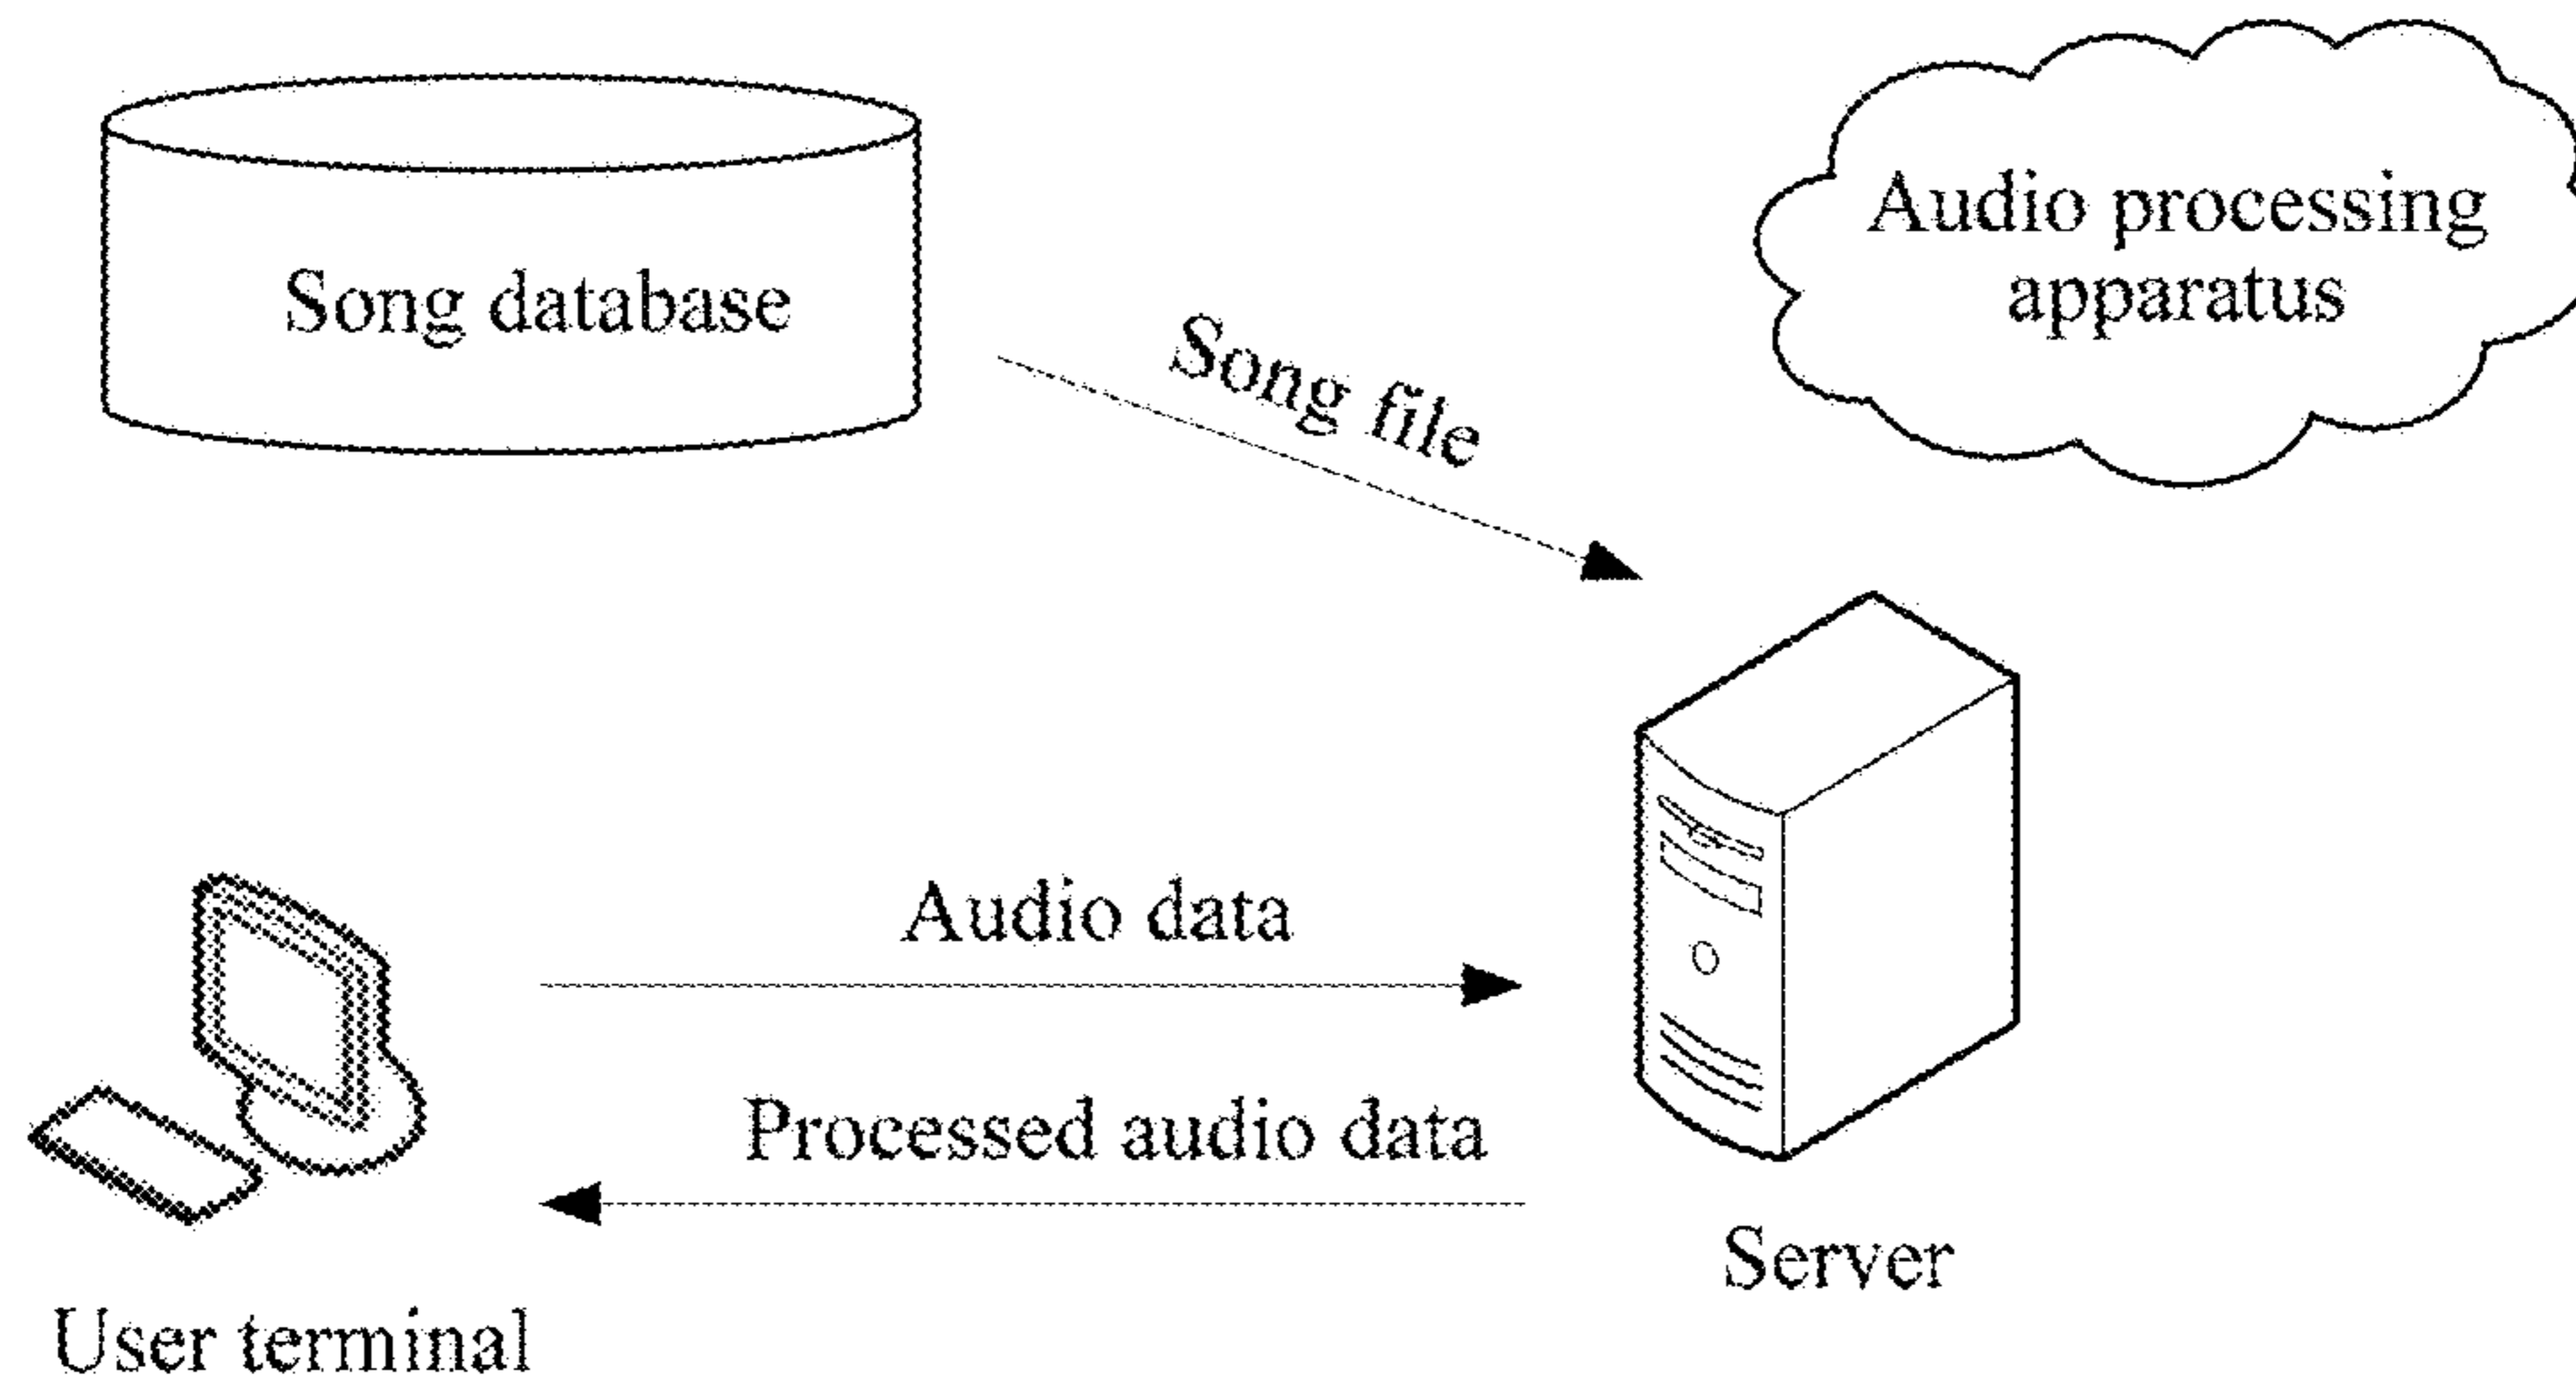 Song database
Audio processing
apparatus
Song file
Audio data
Processed audio data
Server
User terminal